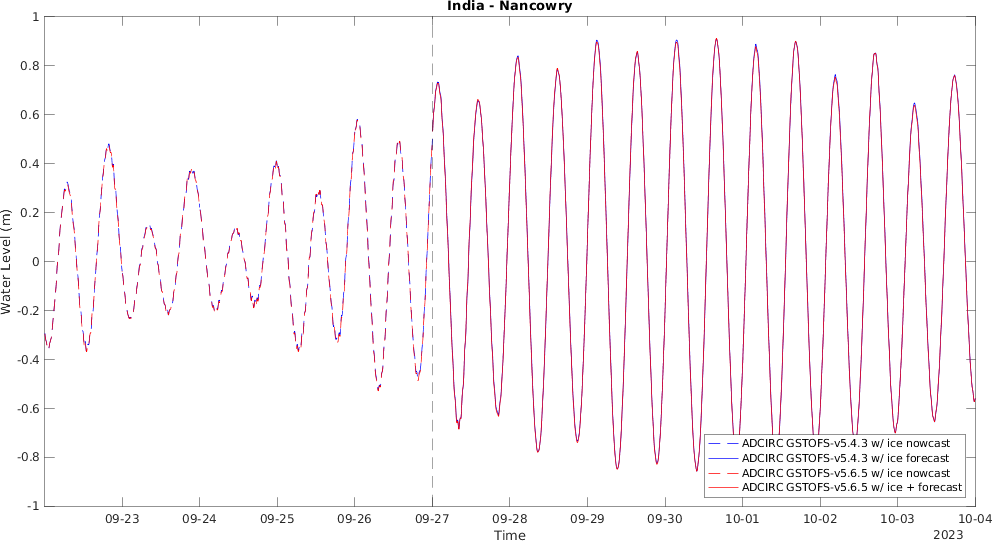 India - Nancowry
Water Level (m)
1
0.8
0.6
0.4
0.2
0
-0.2
-0.4
-0.6
-0.8
-1
ADCIRC GSTOFS-v5.4.3 w/ ice nowcast
ADCIRC GSTOFS-v5.4.3 w/ ice forecast
ADCIRC GSTOFS-v5.6.5 w/ ice nowcast
ADCIRC GSTOFS-v5.6.5 w/ ice + forecast
09-23 09-24 09-25 09-26 09-27 09-28 09-29 09-30 10-01 10-02 10-03 10-04
Time
2023